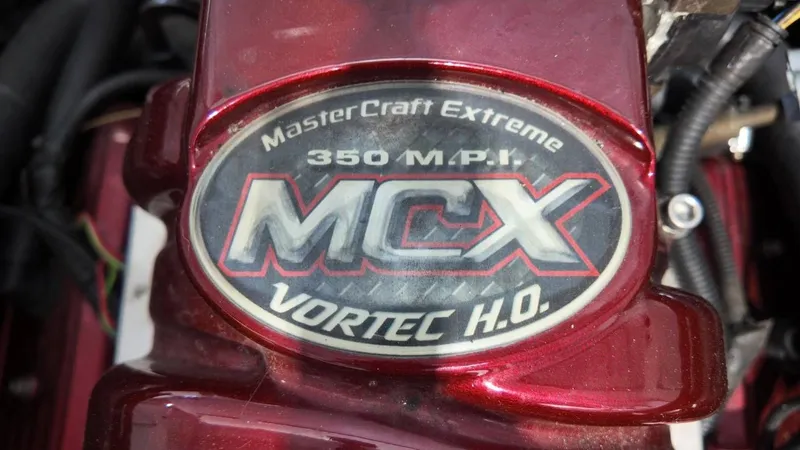 MasterCraft Extreme
350 M.P.I.
MCX
VORTEC H.O.